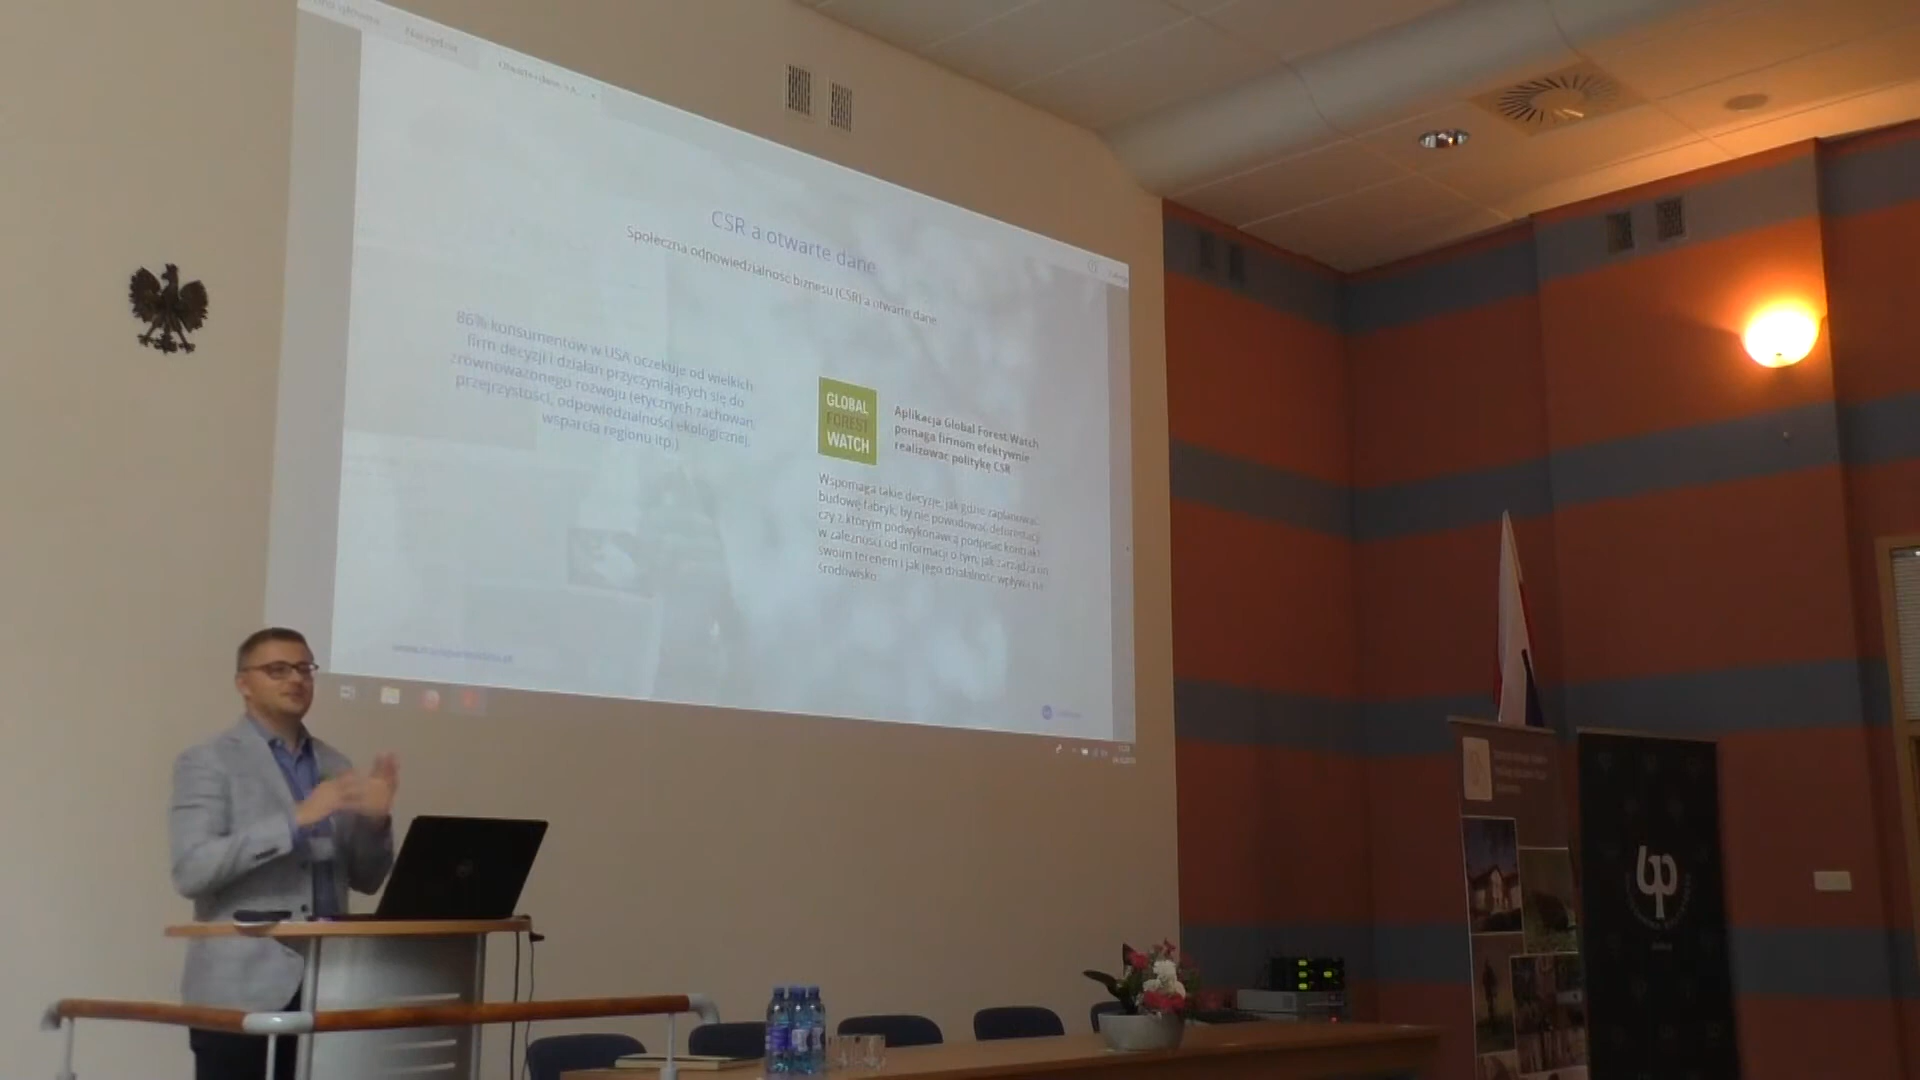 Narzędzia
CSR a otwarte dane
Społeczna odpowiedzialność biznesu (CSR) a otwarte dane
86% konsumentów w USA oczekuje od wielkich
firm decyzji i działań przyczyniających się do
zrównoważonego rozwoju (etycznych zachowań,
przejrzystości, odpowiedzialności ekologicznej,
wsparcia regionu itp.)
GLOBAL
FOREST
WATCH
Aplikacja Global Forest Watch
pomaga firmom efektywnie
realizować politykę CSR
Wspomaga takie decyzje, jak gdzie zaplanować
budowę fabryk, by nie powodować deforestacji
czy z którym podwykonawcą podpisać kontrakt
w zależności od informacji o tym, jak zarządza on
swoim terenem i jak jego działalność wpływa na
środowisko